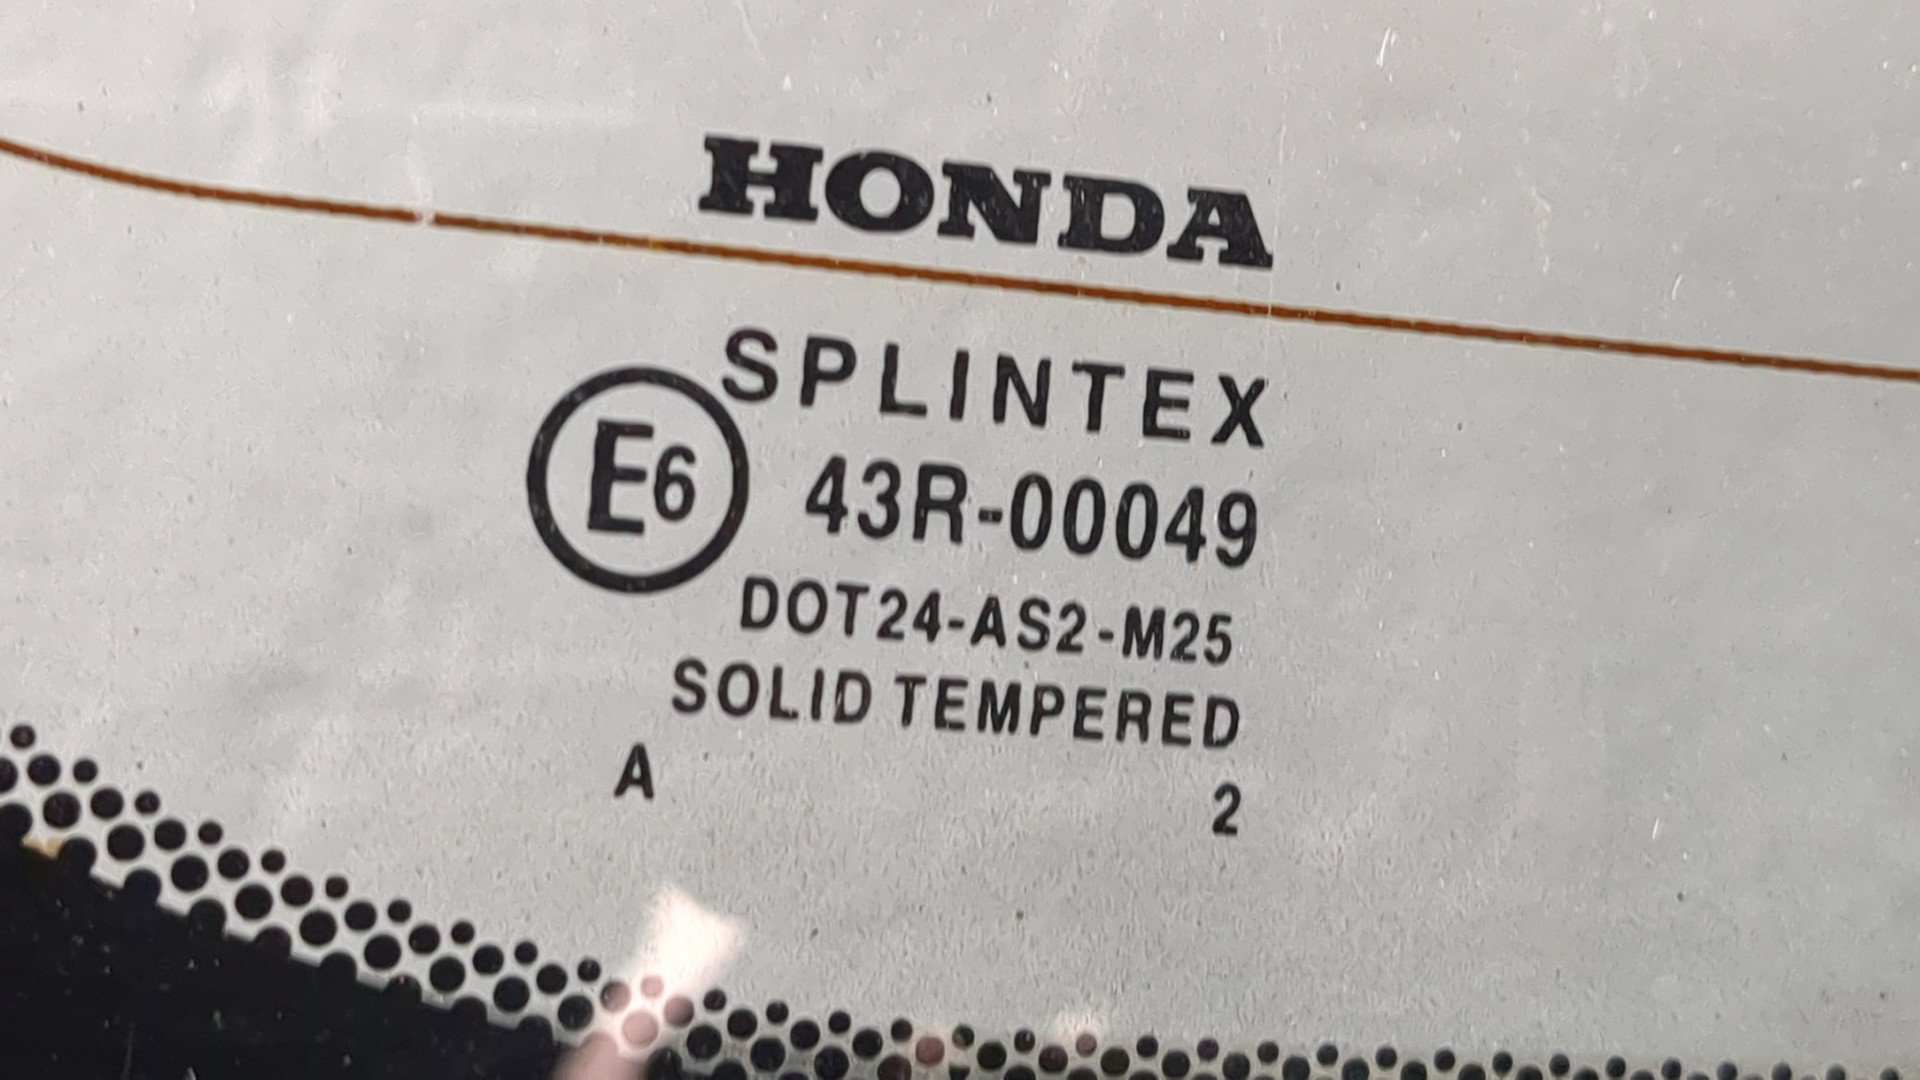 HONDA
SPLINTEX
E6 43R-00049
DOT24-AS2-M25
SOLID TEMPERED
A 2